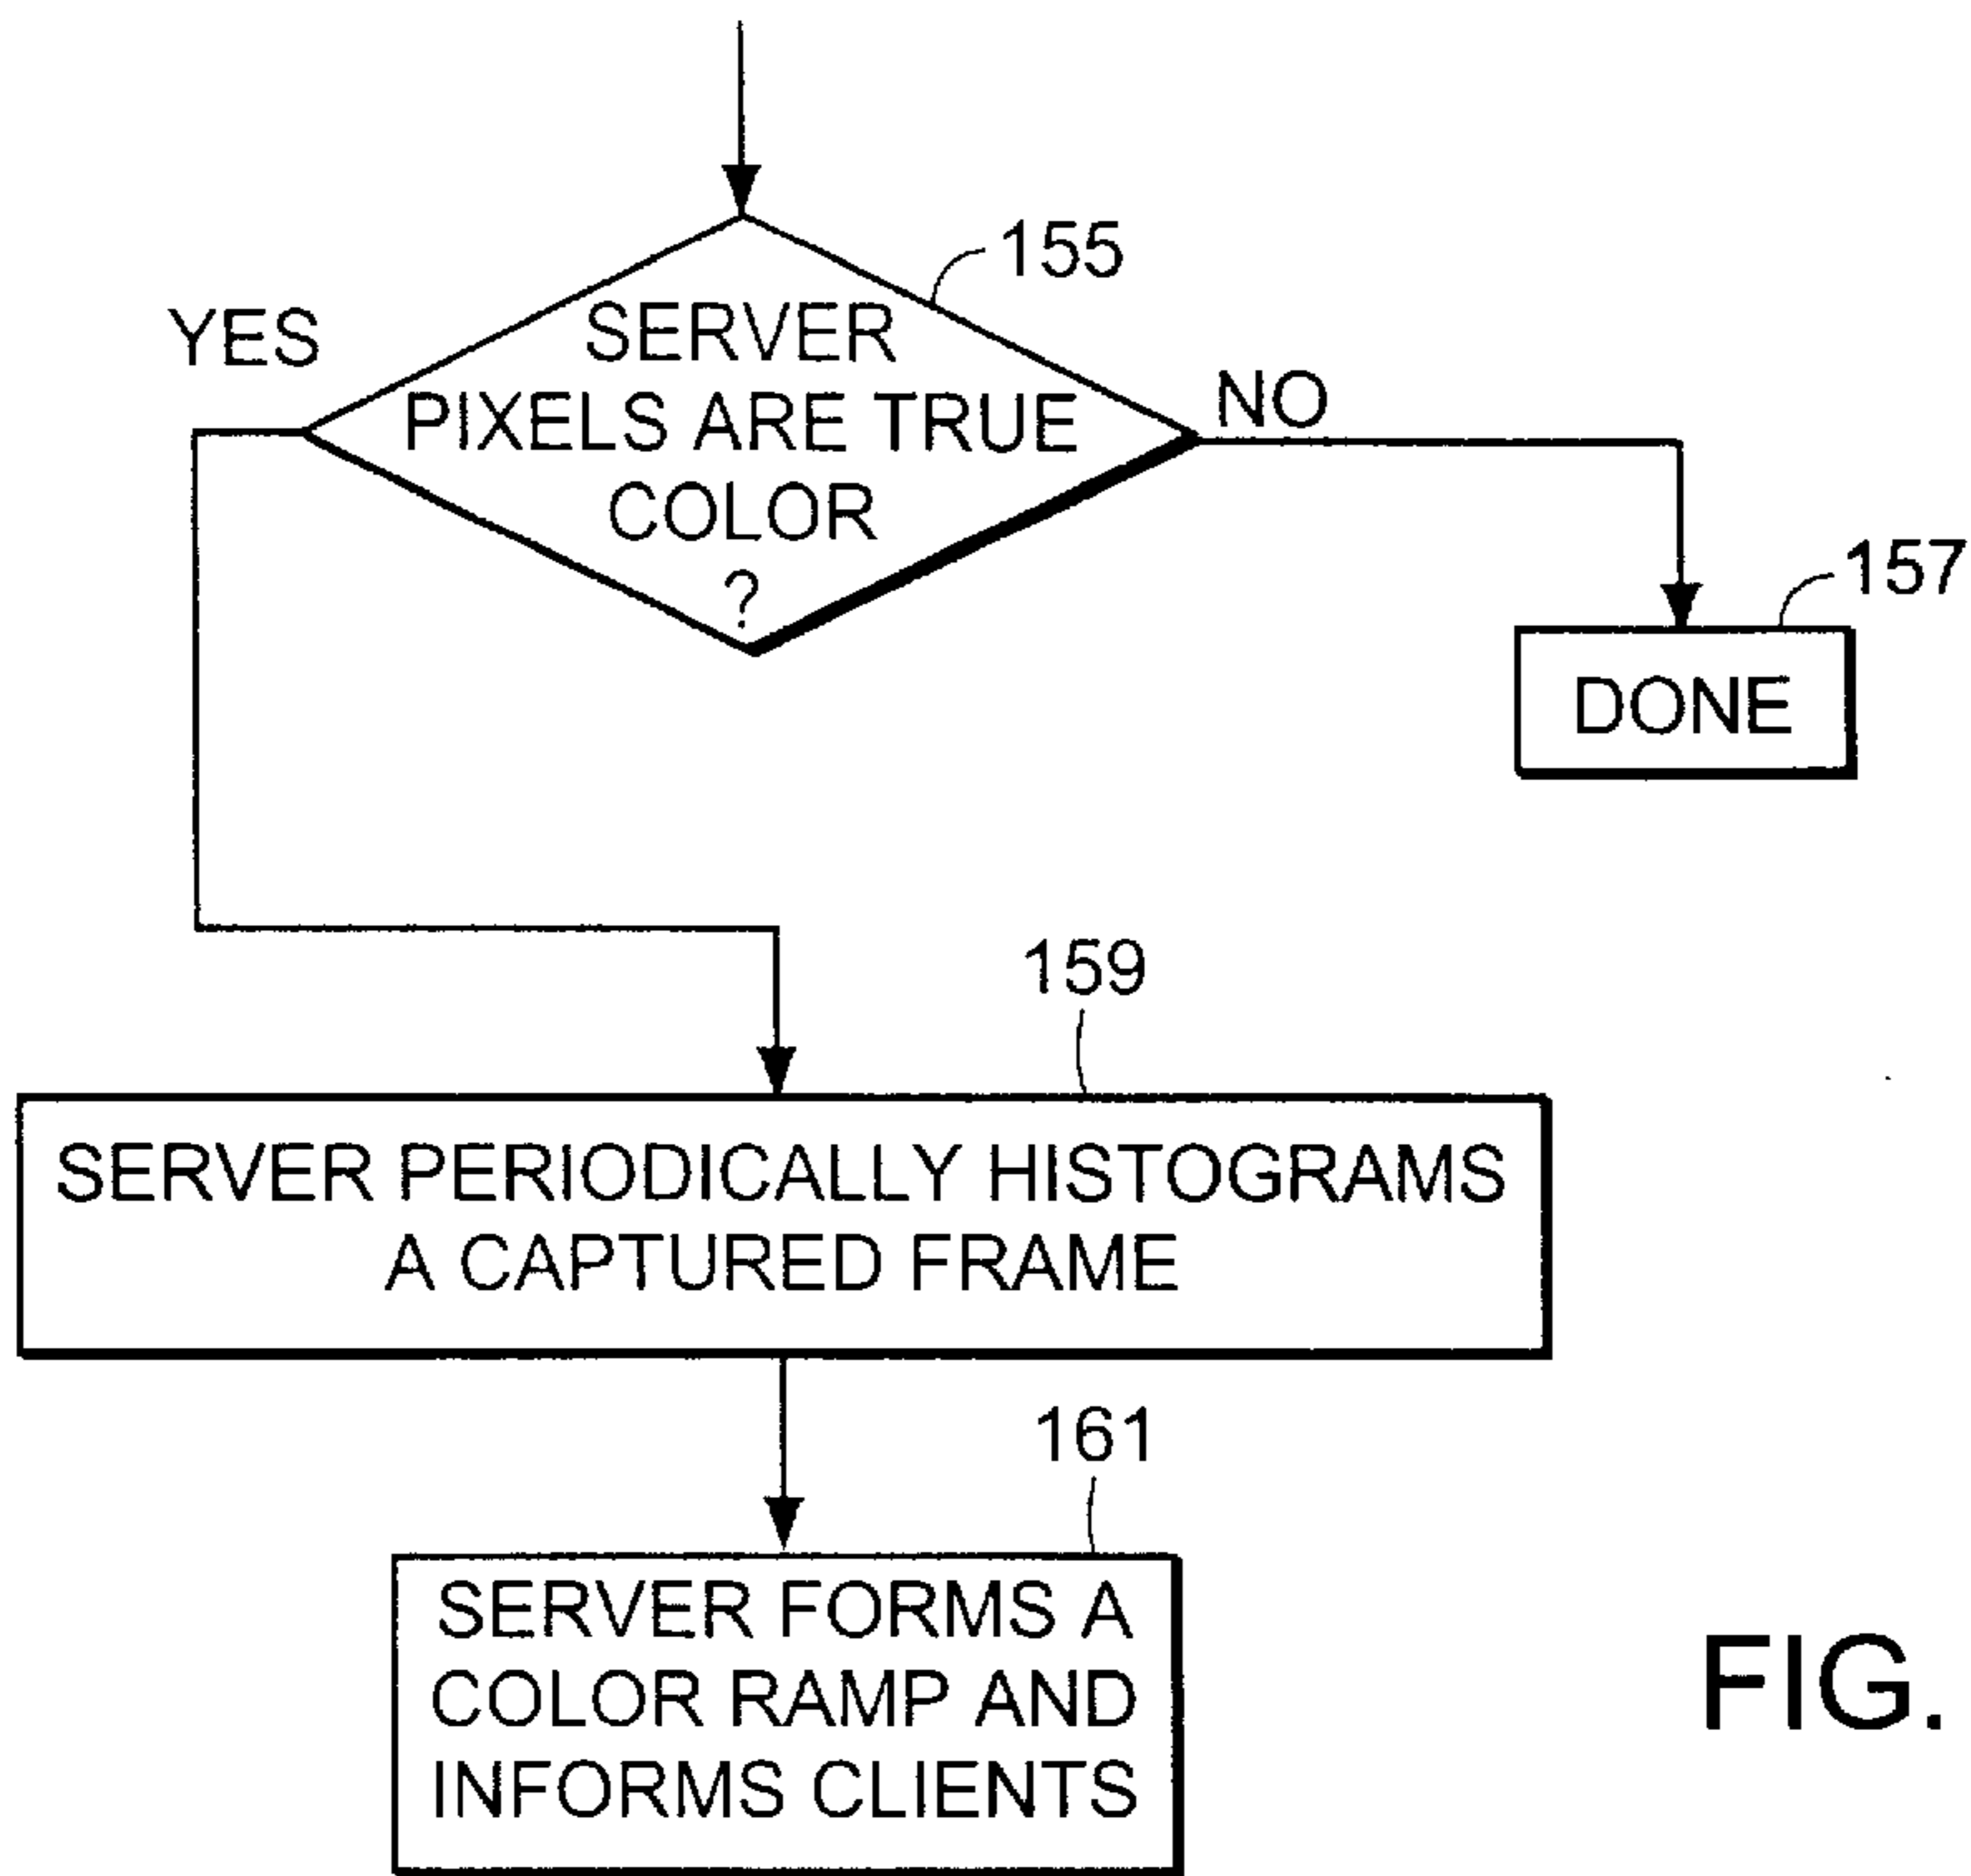 155
YES
SERVER
PIXELS ARE TRUE
COLOR
?
NO
157
DONE
159
SERVER PERIODICALLY HISTOGRAMS
A CAPTURED FRAME
161
SERVER FORMS A
COLOR RAMP AND
INFORMS CLIENTS
FIG.